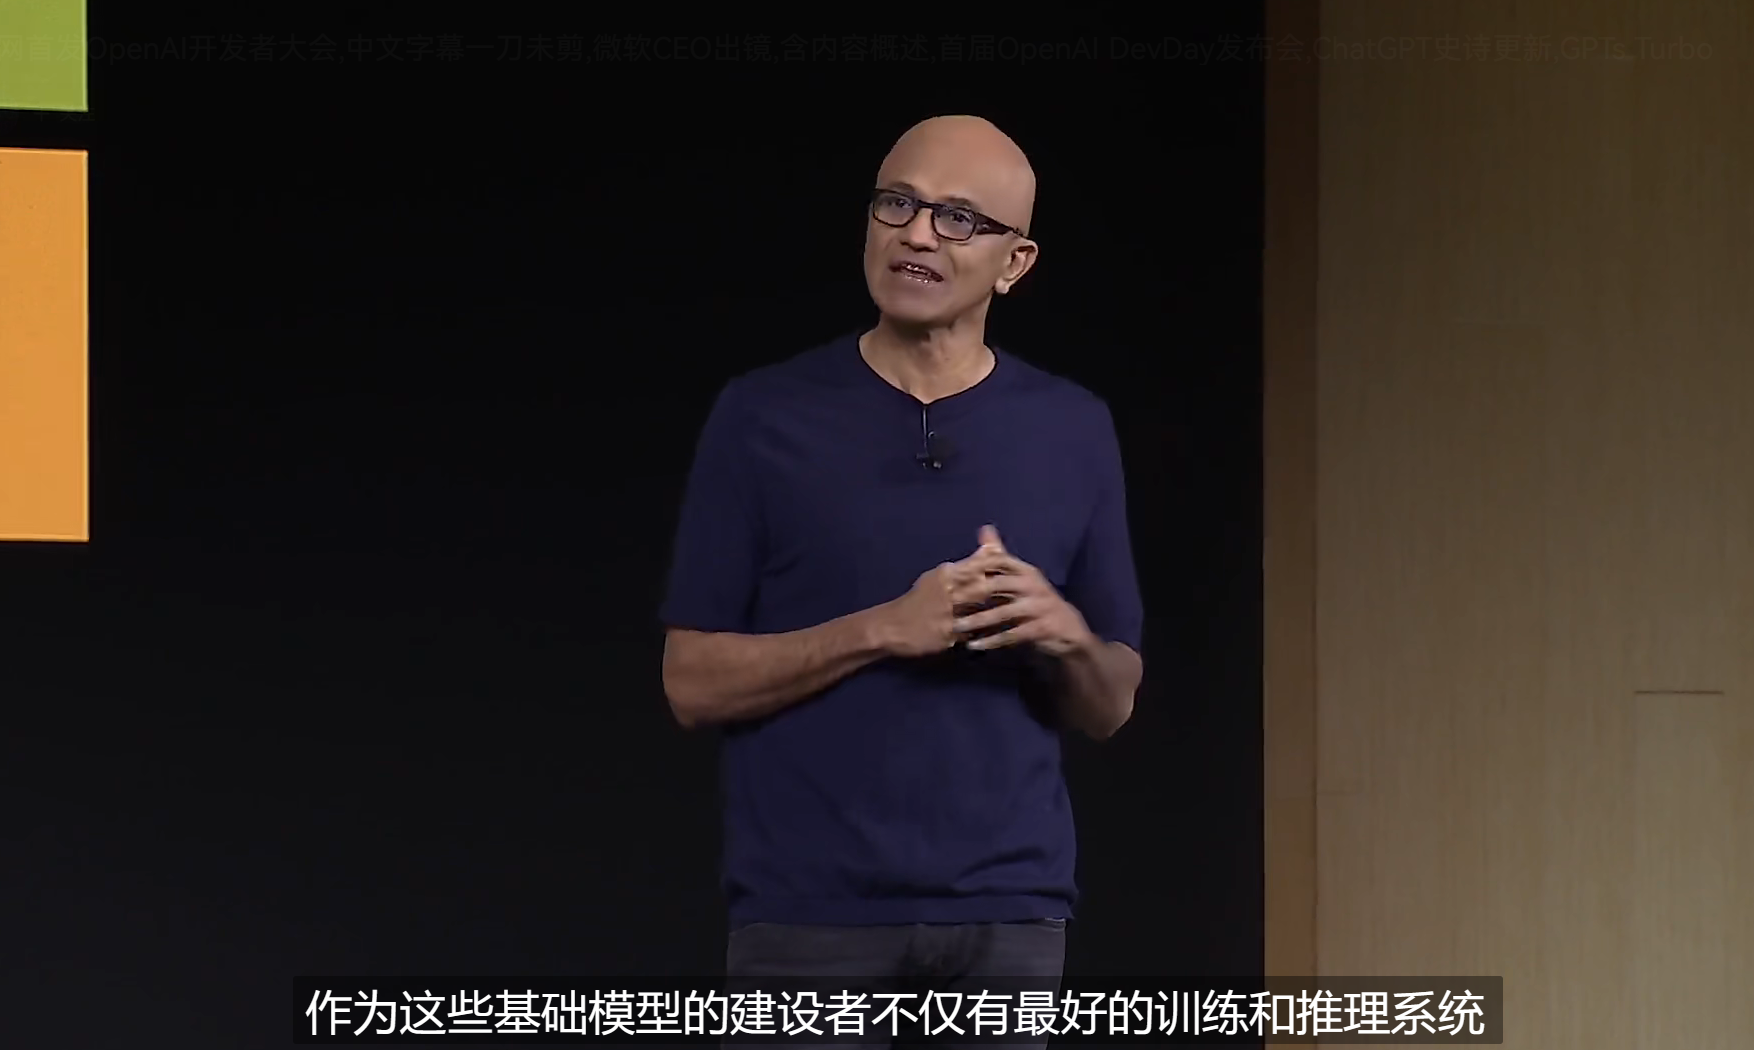 网首发OpenAI开发者大会,中文字幕一刀未剪,微软CEO出镜,含内容概述,首届OpenAI DevDay发布会,ChatGPT史诗更新,GPTs,Turbo
作为这些基础模型的建设者不仅有最好的训练和推理系统